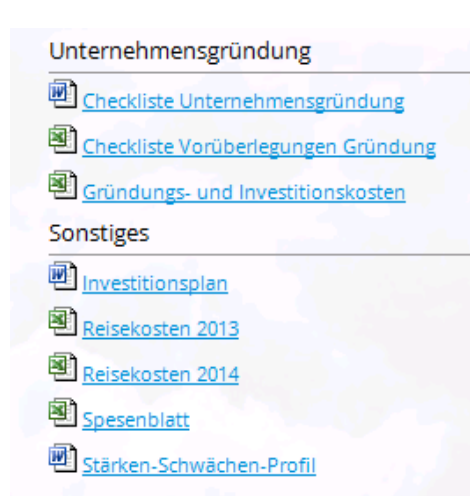 Unternehmensgründung
Checkliste Unternehmensgründung
Checkliste Vorüberlegungen Gründung
Gründungs- und Investitionskosten
Sonstiges
Investitionsplan
Reisekosten 2013
Reisekosten 2014
Spesenblatt
Stärken-Schwächen-Profil